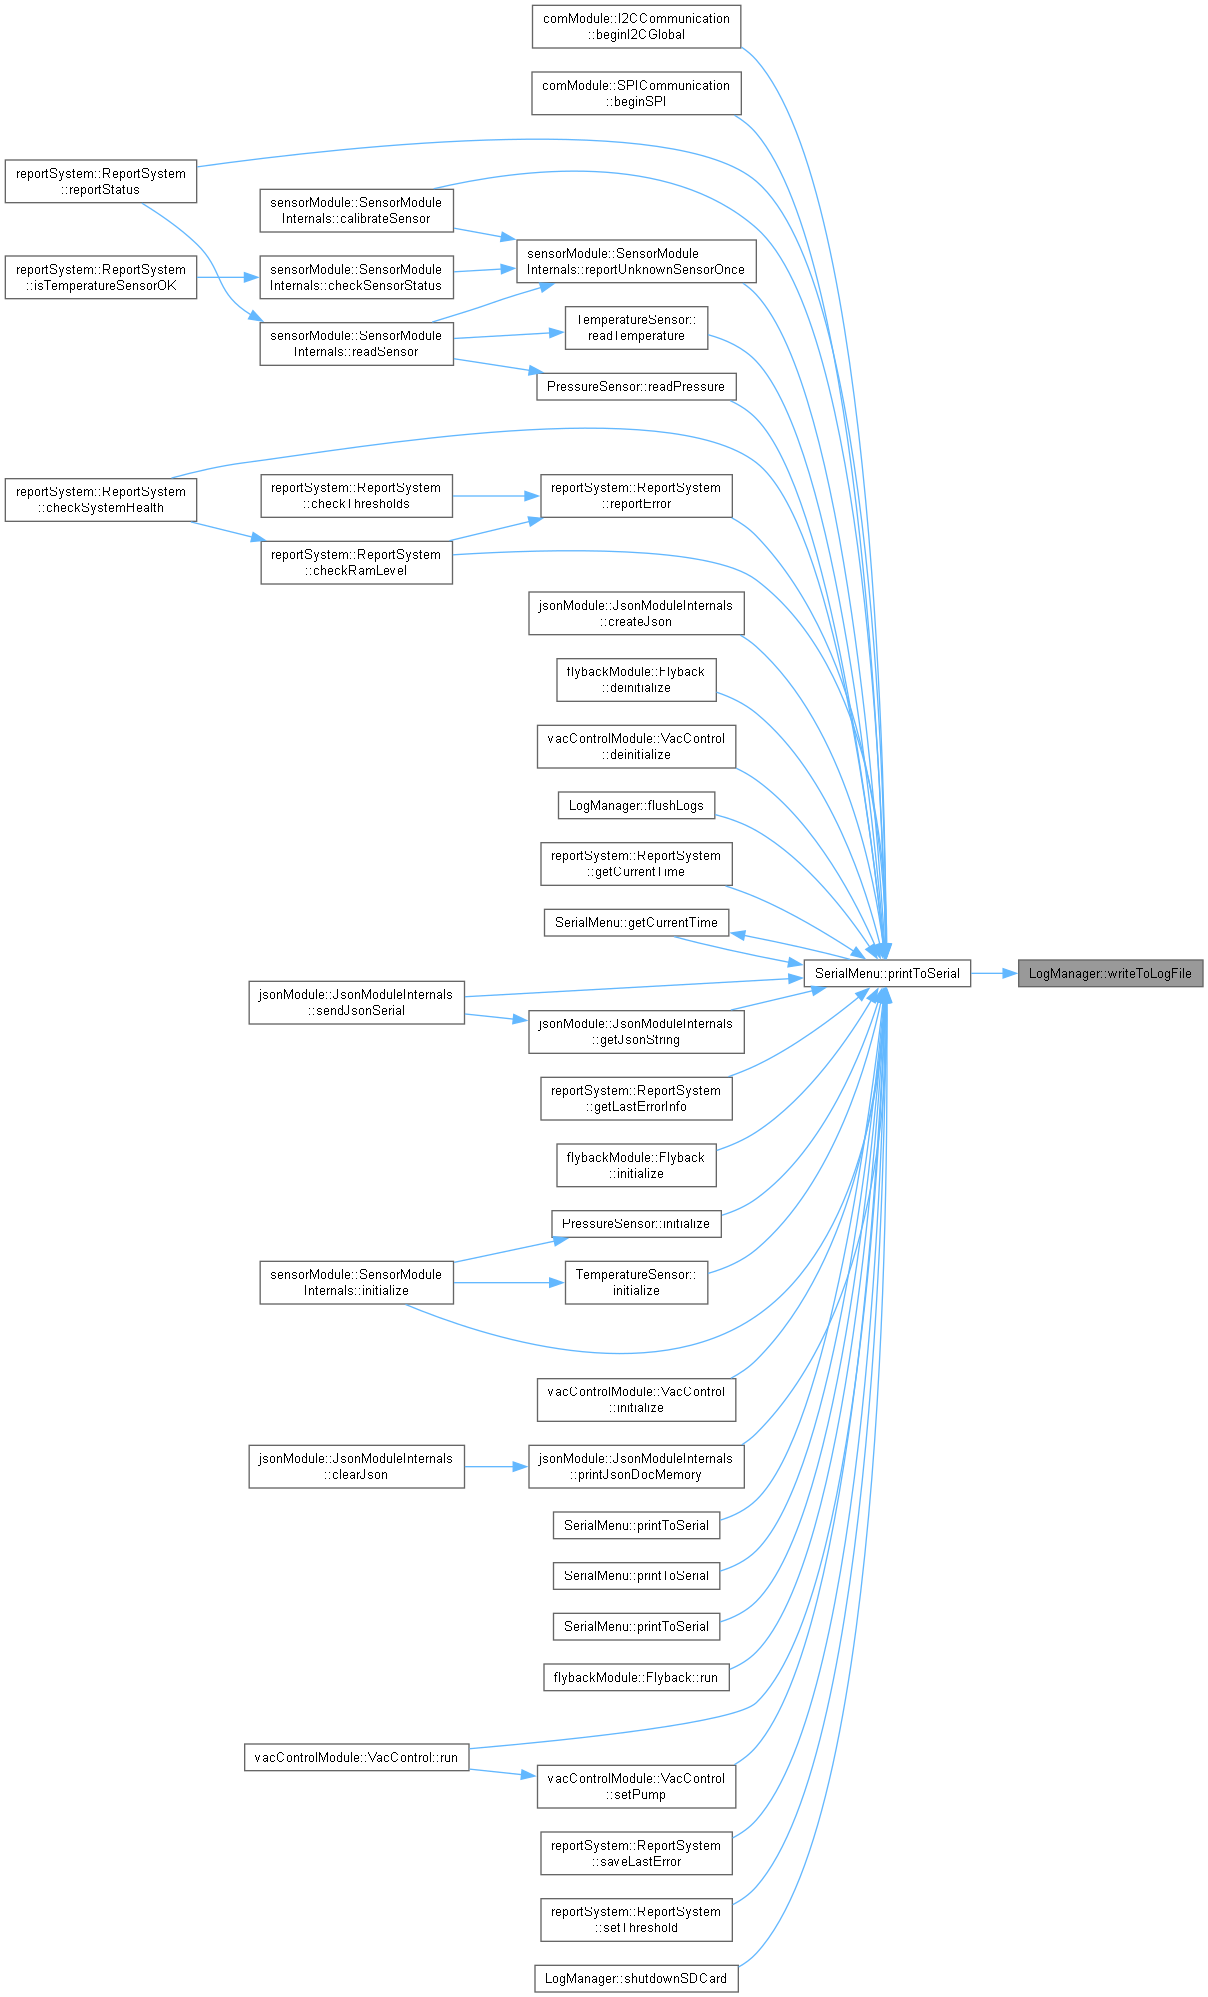 comModule::I2CCommunication
::beginI2CGlobal
comModule::SPICommunication
::beginSPI
reportSystem::ReportSystem
::reportStatus
sensorModule::SensorModule
Internals::calibrateSensor
sensorModule::SensorModule
Internals::reportUnknownSensorOnce
reportSystem::ReportSystem
::isTemperatureSensorOK
sensorModule::SensorModule
Internals::checkSensorStatus
TemperatureSensor::
readTemperature
sensorModule::SensorModule
Internals::readSensor
PressureSensor::readPressure
reportSystem::ReportSystem
::checkSystemHealth
reportSystem::ReportSystem
::checkThresholds
reportSystem::ReportSystem
::reportError
reportSystem::ReportSystem
::checkRamLevel
jsonModule::JsonModuleInternals
::createJson
flybackModule::Flyback
::deinitialize
vacControlModule::VacControl
::deinitialize
LogManager::flushLogs
reportSystem::ReportSystem
::getCurrentTime
SerialMenu::getCurrentTime
SerialMenu::printToSerial
LogManager::writeToLogFile
jsonModule::JsonModuleInternals
::sendJsonSerial
jsonModule::JsonModuleInternals
::getJsonString
reportSystem::ReportSystem
::getLastErrorInfo
flybackModule::Flyback
::initialize
PressureSensor::initialize
sensorModule::SensorModule
Internals::initialize
TemperatureSensor::
initialize
vacControlModule::VacControl
::initialize
jsonModule::JsonModuleInternals
::clearJson
jsonModule::JsonModuleInternals
::printJsonDocMemory
SerialMenu::printToSerial
SerialMenu::printToSerial
SerialMenu::printToSerial
flybackModule::Flyback::run
vacControlModule::VacControl::run
vacControlModule::VacControl
::setPump
reportSystem::ReportSystem
::saveLastError
reportSystem::ReportSystem
::setThreshold
LogManager::shutdownSDCard